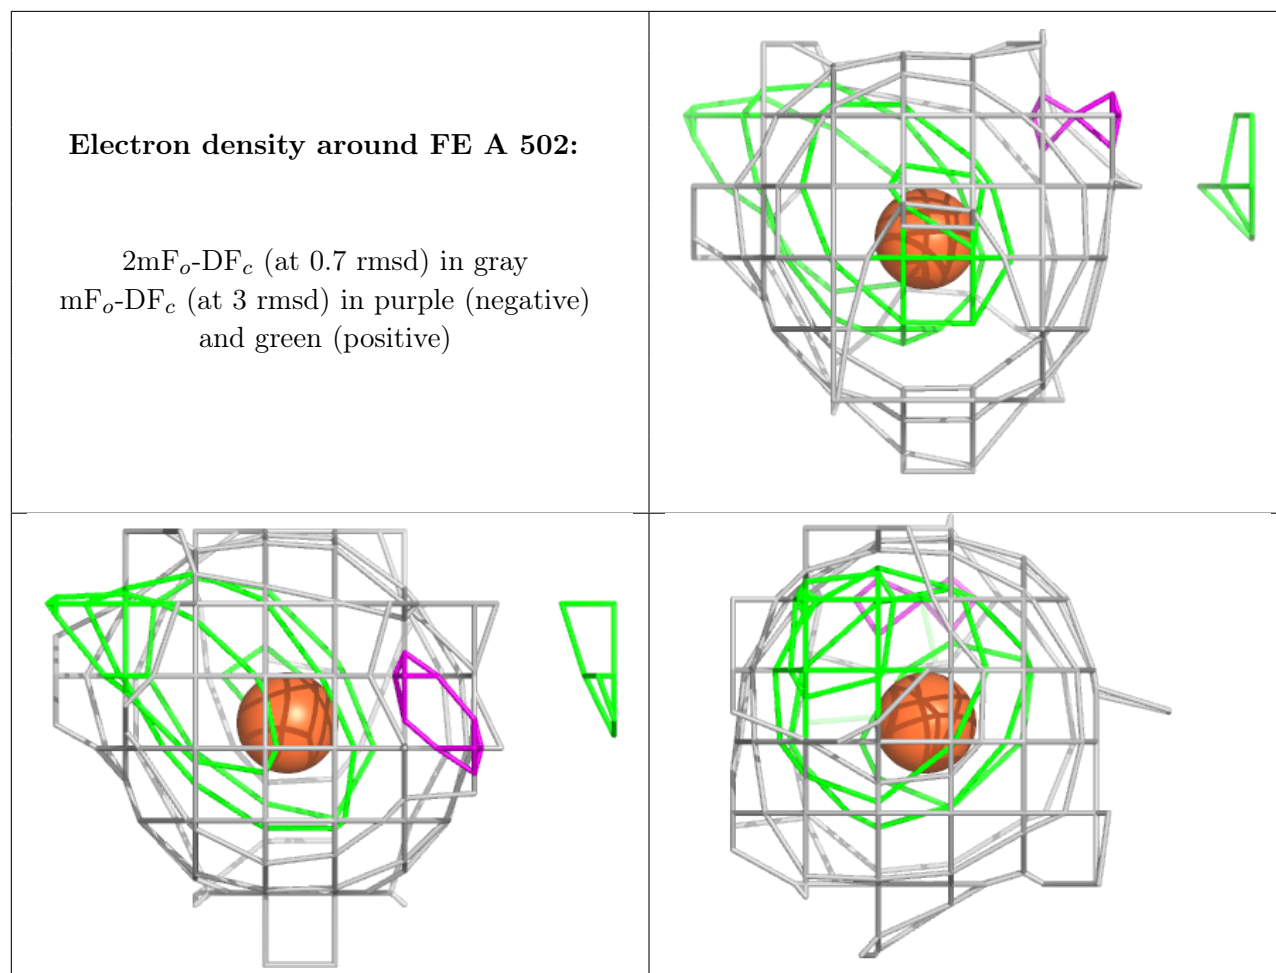 Electron density around FE A 502:
2mFo-DFc (at 0.7 rmsd) in gray
mFo-DFc (at 3 rmsd) in purple (negative)
and green (positive)